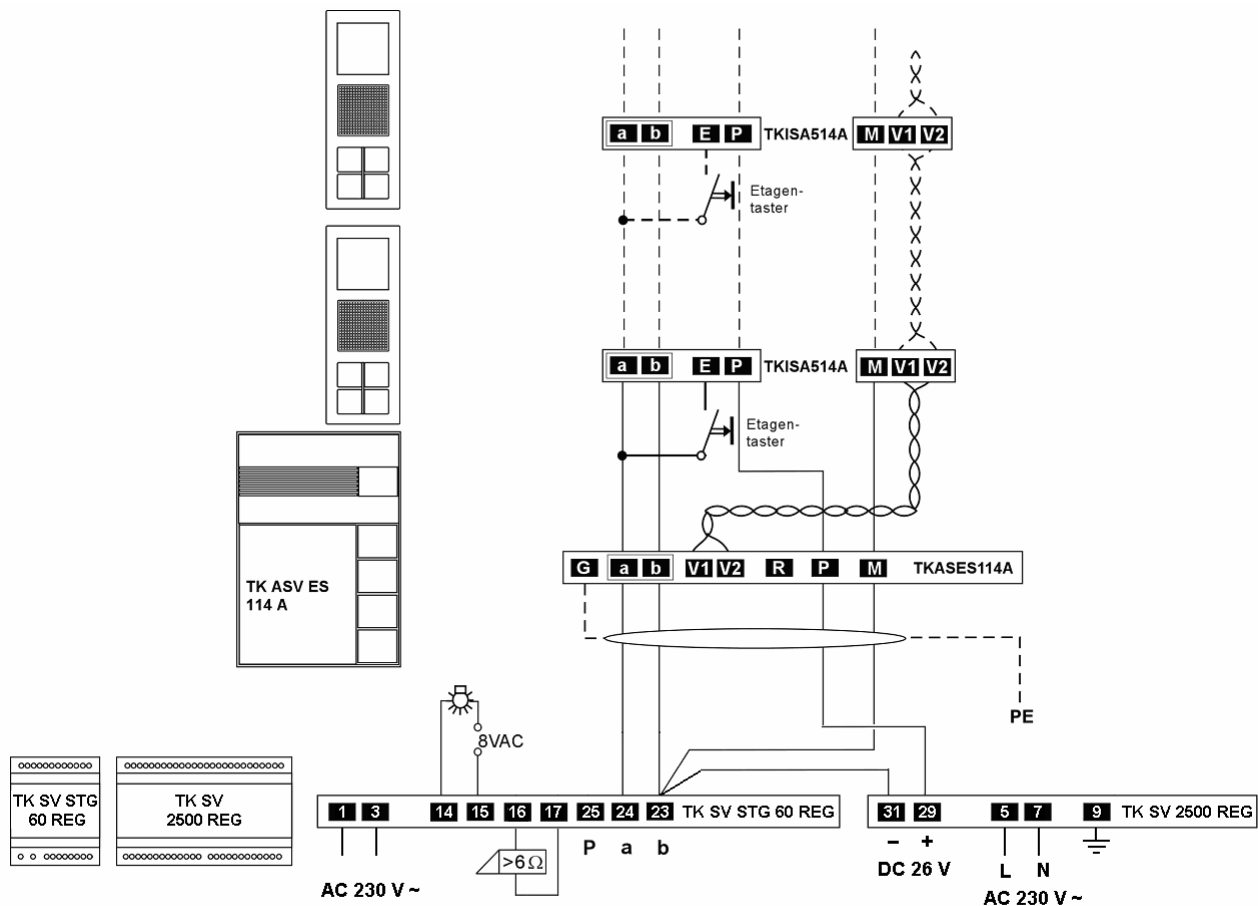 a b E P TKISA514A M V1 V2
Etagen-
taster
a b E P TKISA514A M V1 V2
Etagen-
taster
TK ASV ES
114 A
G a b V1 V2 R P M TKASES114A
PE
8VAC
TK SV STG
60 REG
TK SV
2500 REG
1 3 14 15 16 17 25 24 23 TK SV STG 60 REG
31 29 5 7 9 TK SV 2500 REG
P a b
>6Ω
AC 230 V ~
– +
DC 26 V
L N
AC 230 V ~